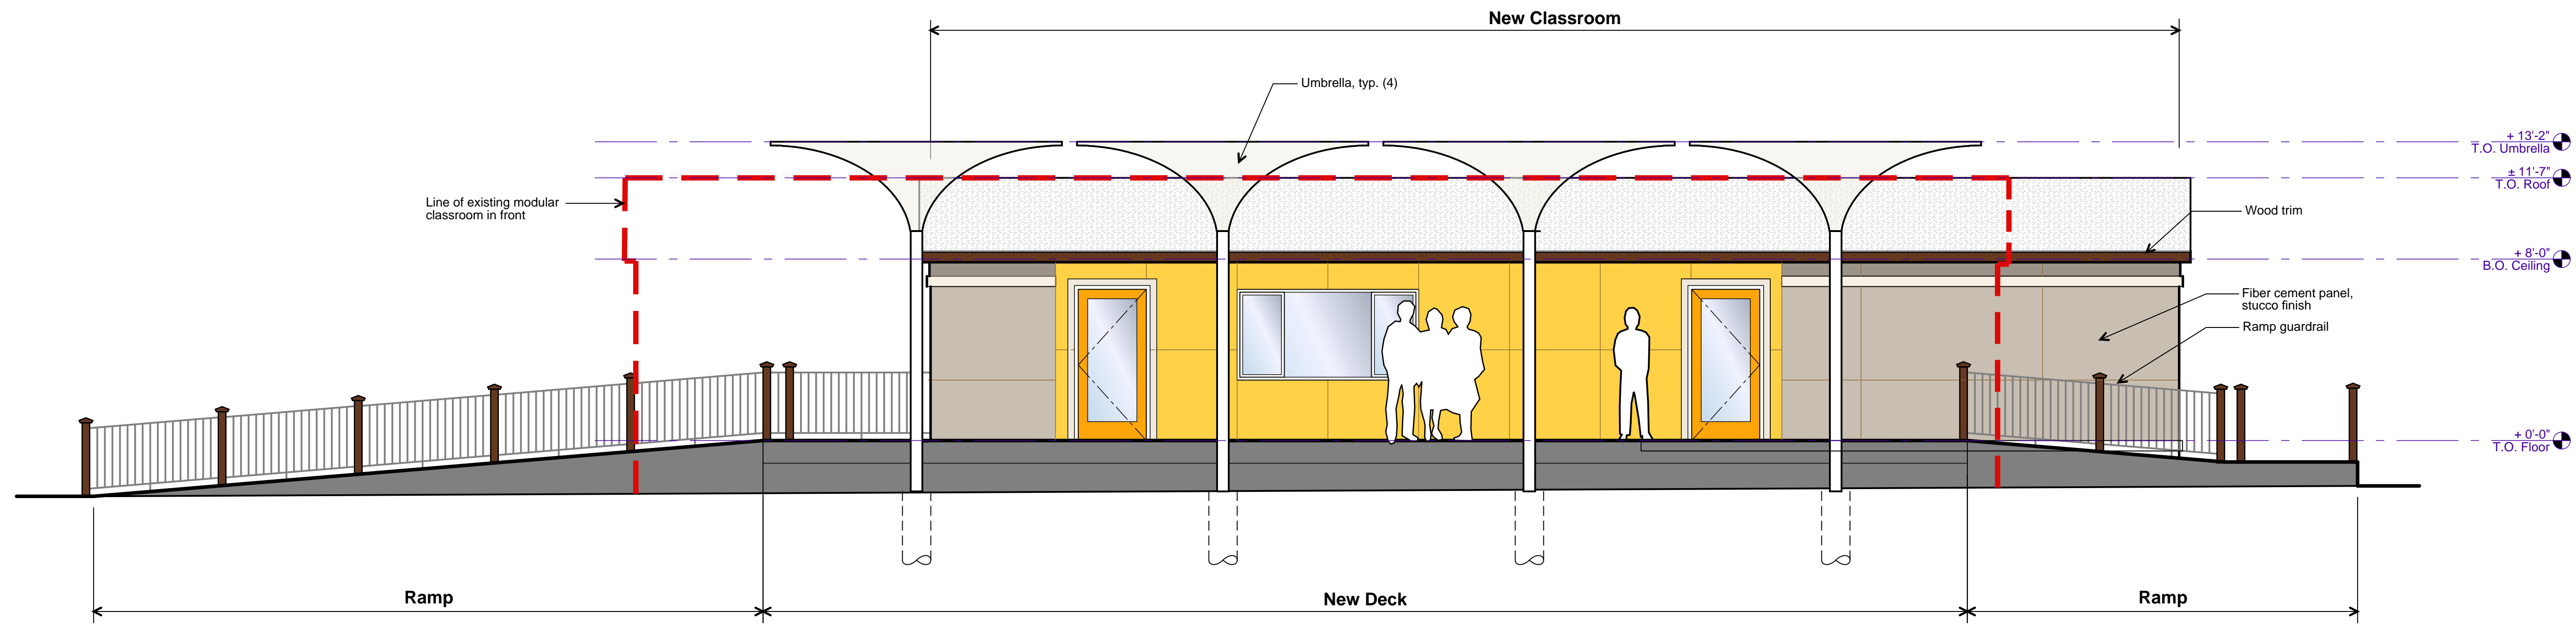 New Classroom
Umbrella, typ. (4)
+ 13'-2"
T.O. Umbrella
± 11'-7"
T.O. Roof
Line of existing modular
classroom in front
Wood trim
+ 8'-0"
B.O. Ceiling
Fiber cement panel,
stucco finish
Ramp guardrail
+ 0'-0"
T.O. Floor
Ramp
New Deck
Ramp